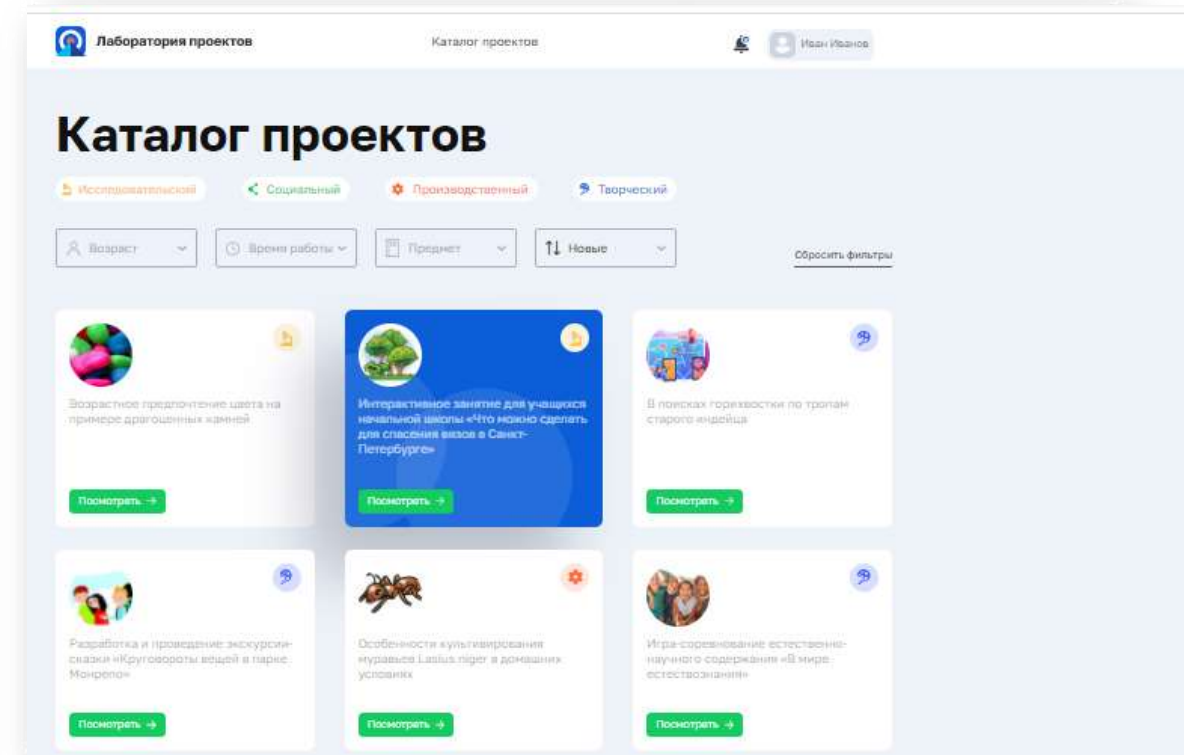 Лаборатория проектов
Каталог проектов
Иван Иванов
Каталог проектов
Исследовательский
Социальный
Производственный
Творческий
Возраст
Время работы
Предмет
Новые
Сбросить фильтры
Возрастное предпочтение цвета на
примере драгоценных камней
Посмотреть →
Интерактивное занятие для учащихся
начальной школы «Что можно сделать
для спасения вязов в Санкт-
Петербурге»
Посмотреть →
В поисках горихвостки по тропам
старого индейца
Посмотреть →
Разработка и проведение экскурсии-
сказки «Круговороты вещей в парке
Монрепо»
Посмотреть →
Особенности культивирования
муравьев Lasius niger в домашних
условиях
Посмотреть →
Игра-соревнование естественно-
научного содержания «В мире
естествознания»
Посмотреть →